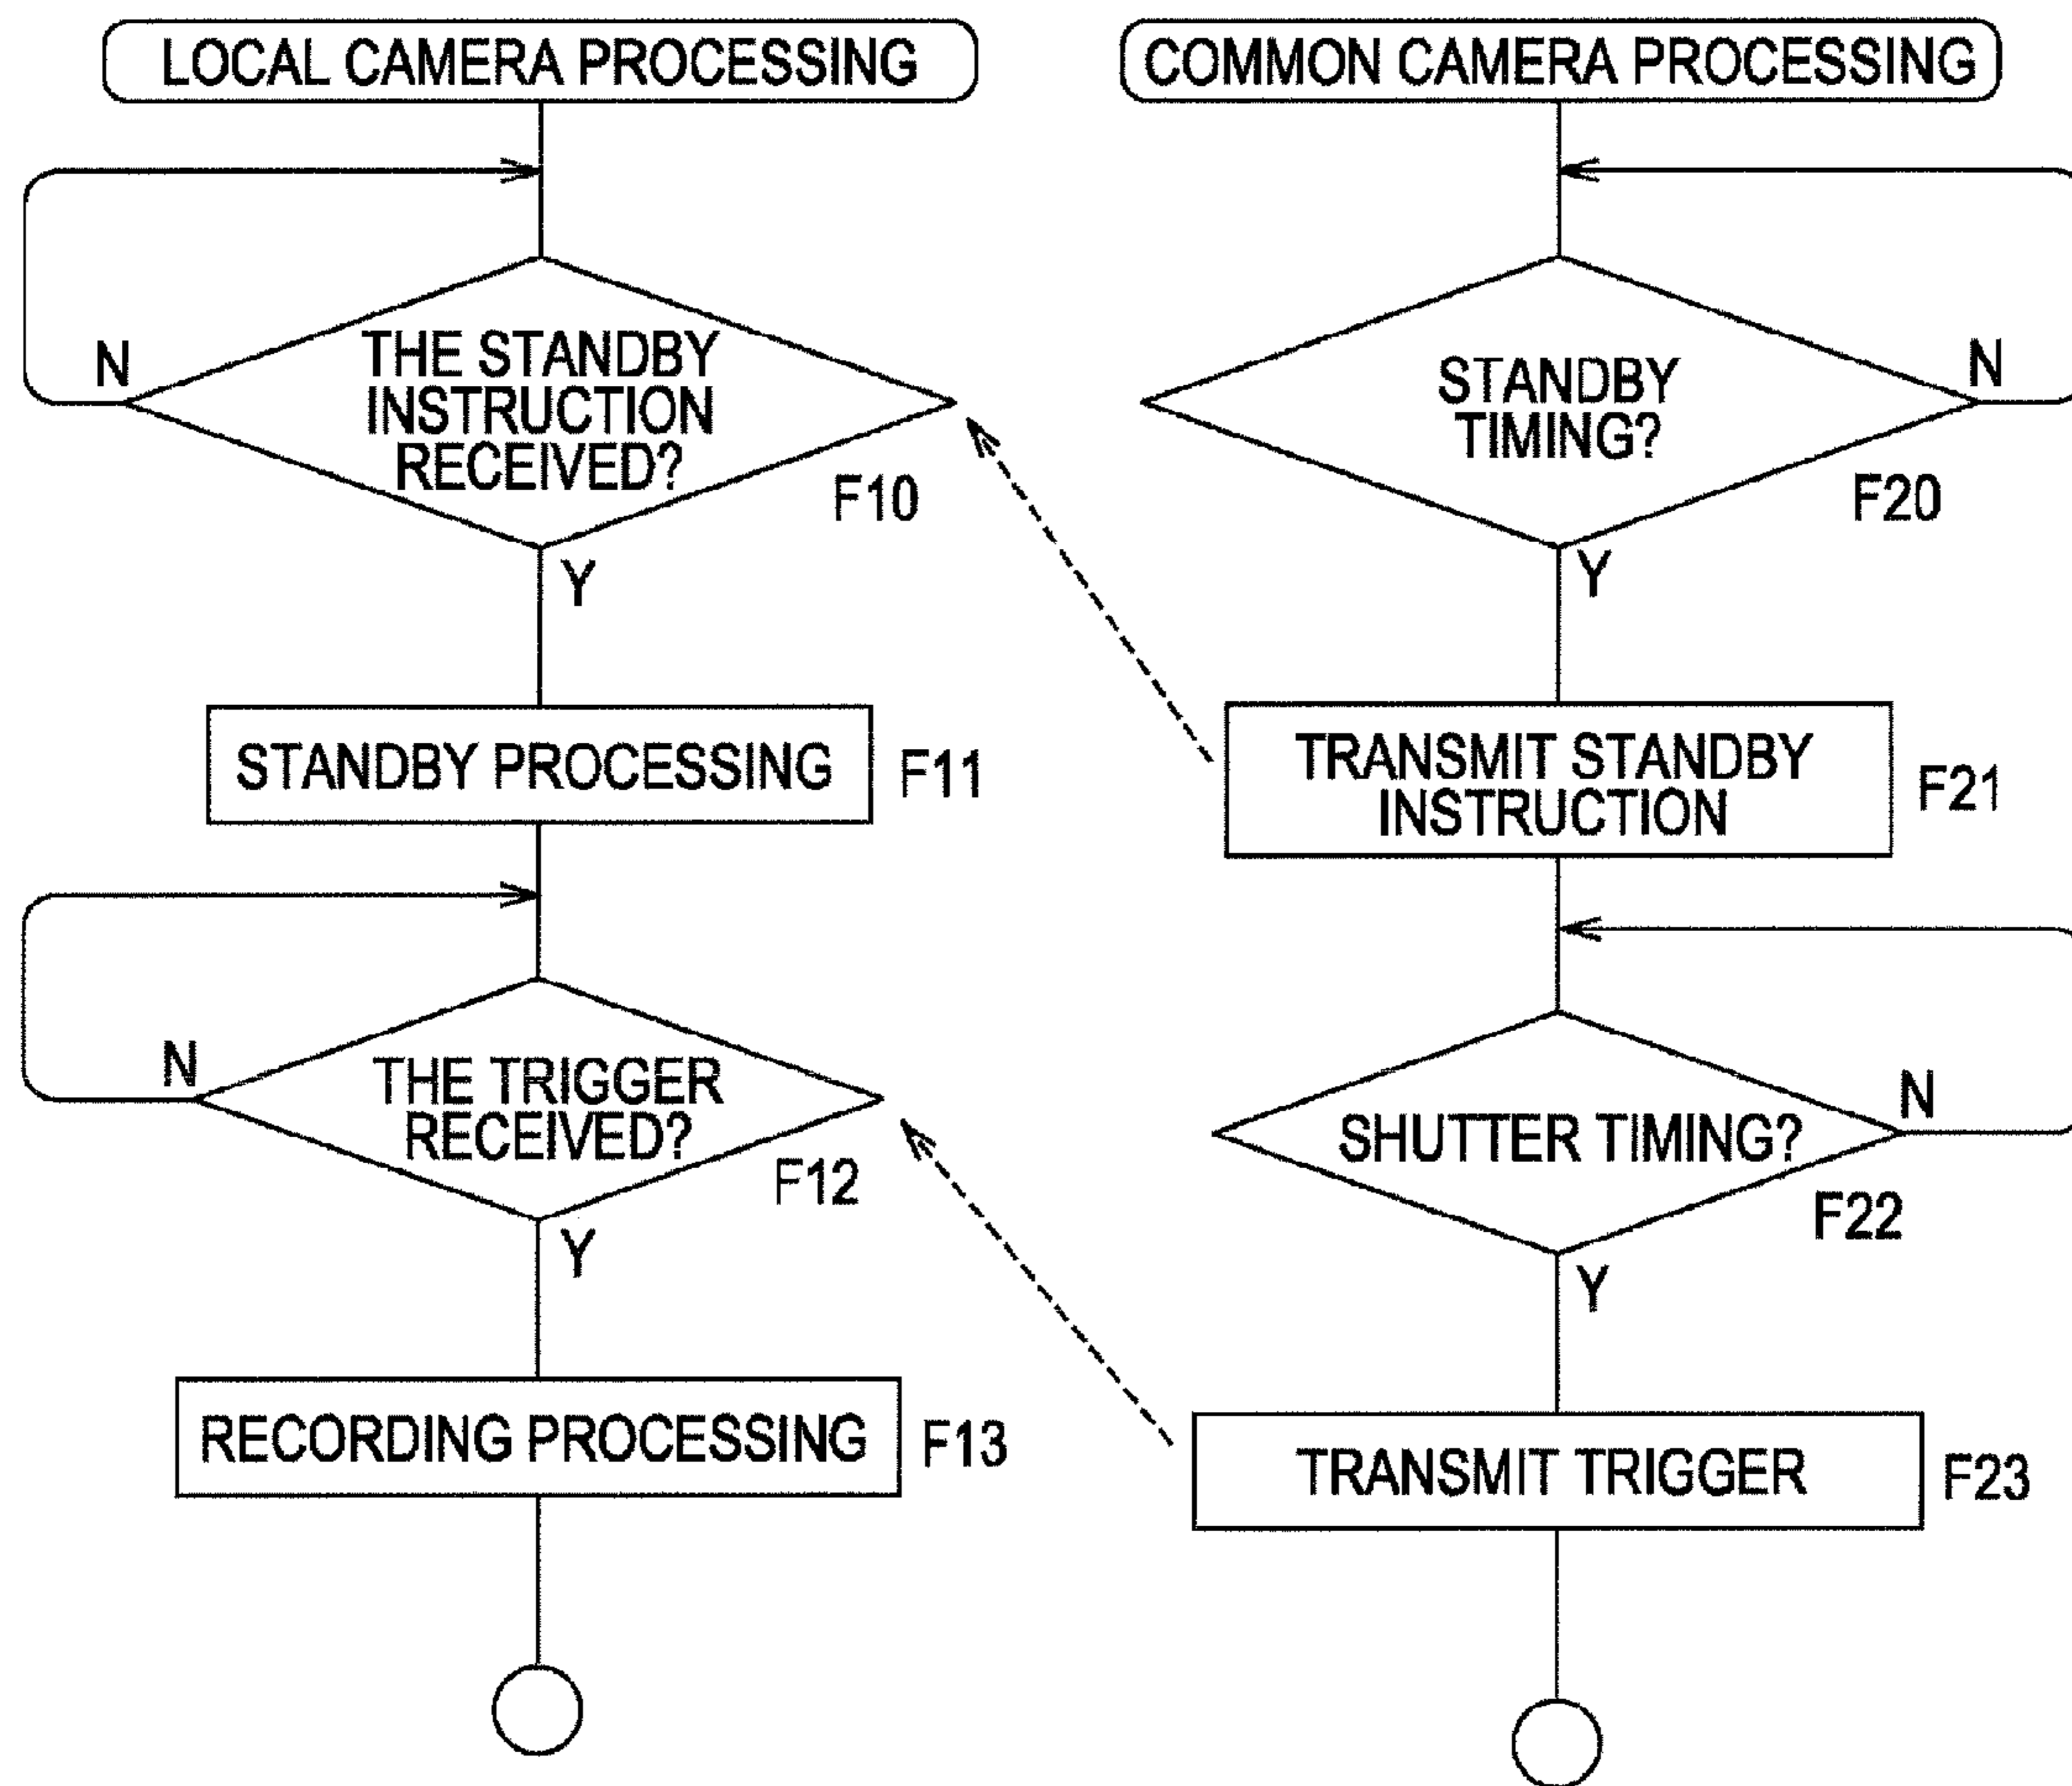 LOCAL CAMERA PROCESSING
N
THE STANDBY
INSTRUCTION
RECEIVED?
F10
Y
STANDBY PROCESSING
F11
N
THE TRIGGER
RECEIVED?
F12
Y
RECORDING PROCESSING
F13
COMMON CAMERA PROCESSING
STANDBY
TIMING?
N
F20
Y
TRANSMIT STANDBY
INSTRUCTION
F21
SHUTTER TIMING?
N
F22
Y
TRANSMIT TRIGGER
F23